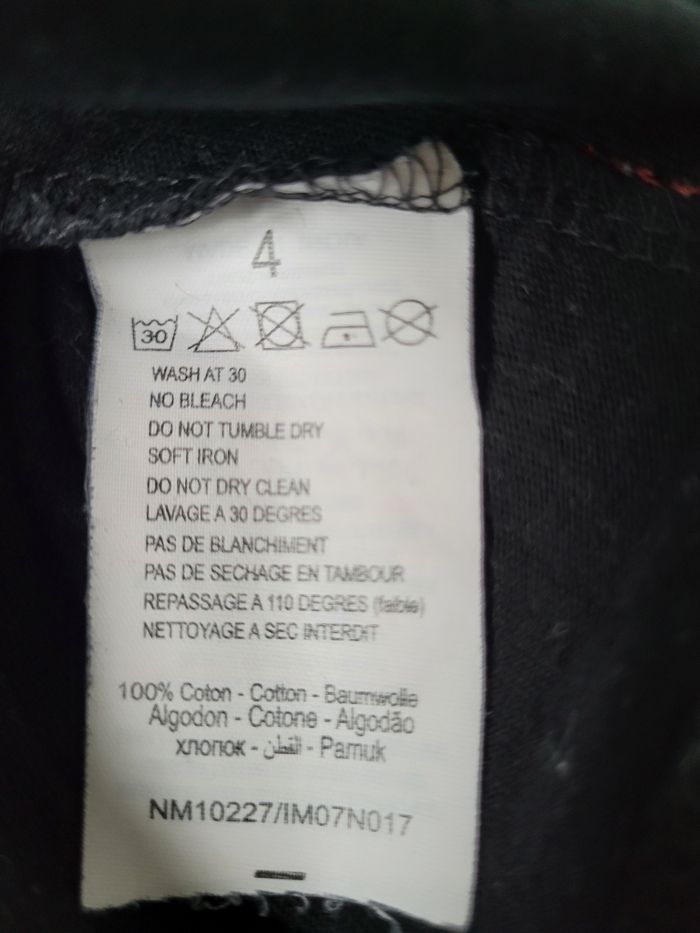 4
30
WASH AT 30
NO BLEACH
DO NOT TUMBLE DRY
SOFT IRON
DO NOT DRY CLEAN
LAVAGE A 30 DEGRES
PAS DE BLANCHIMENT
PAS DE SECHAGE EN TAMBOUR
REPASSAGE A 110 DEGRES (faible)
NETTOYAGE A SEC INTERDIT
100% Coton - Cotton - Baumwolle
Algodon - Cotone - Algodão
хлопок - القطن - Pamuk
NM10227/IM07N017